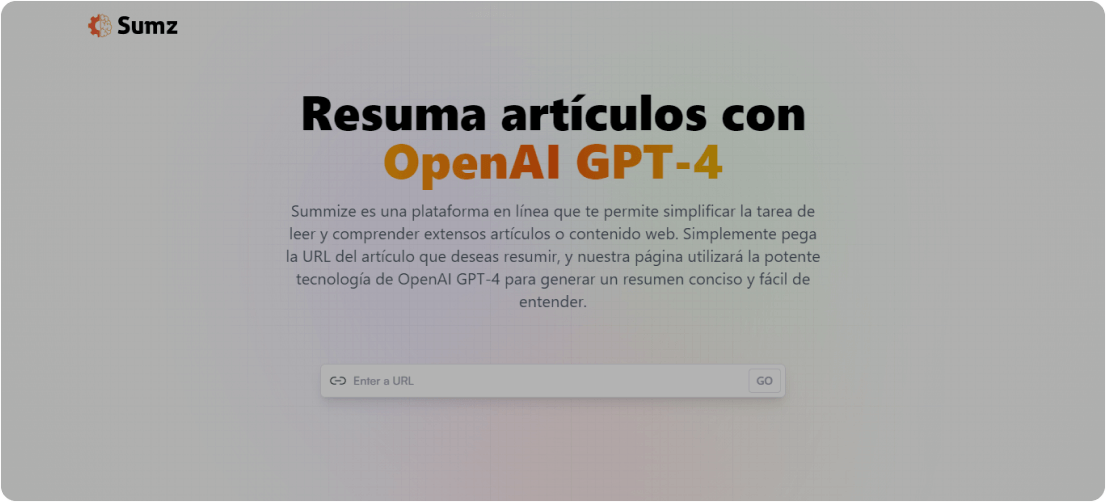 Sumz
Resuma artículos con
OpenAI GPT-4
Summize es una plataforma en línea que te permite simplificar la tarea de
leer y comprender extensos artículos o contenido web. Simplemente pega
la URL del artículo que deseas resumir, y nuestra página utilizará la potente
tecnología de OpenAI GPT-4 para generar un resumen conciso y fácil de
entender.
Enter a URL GO